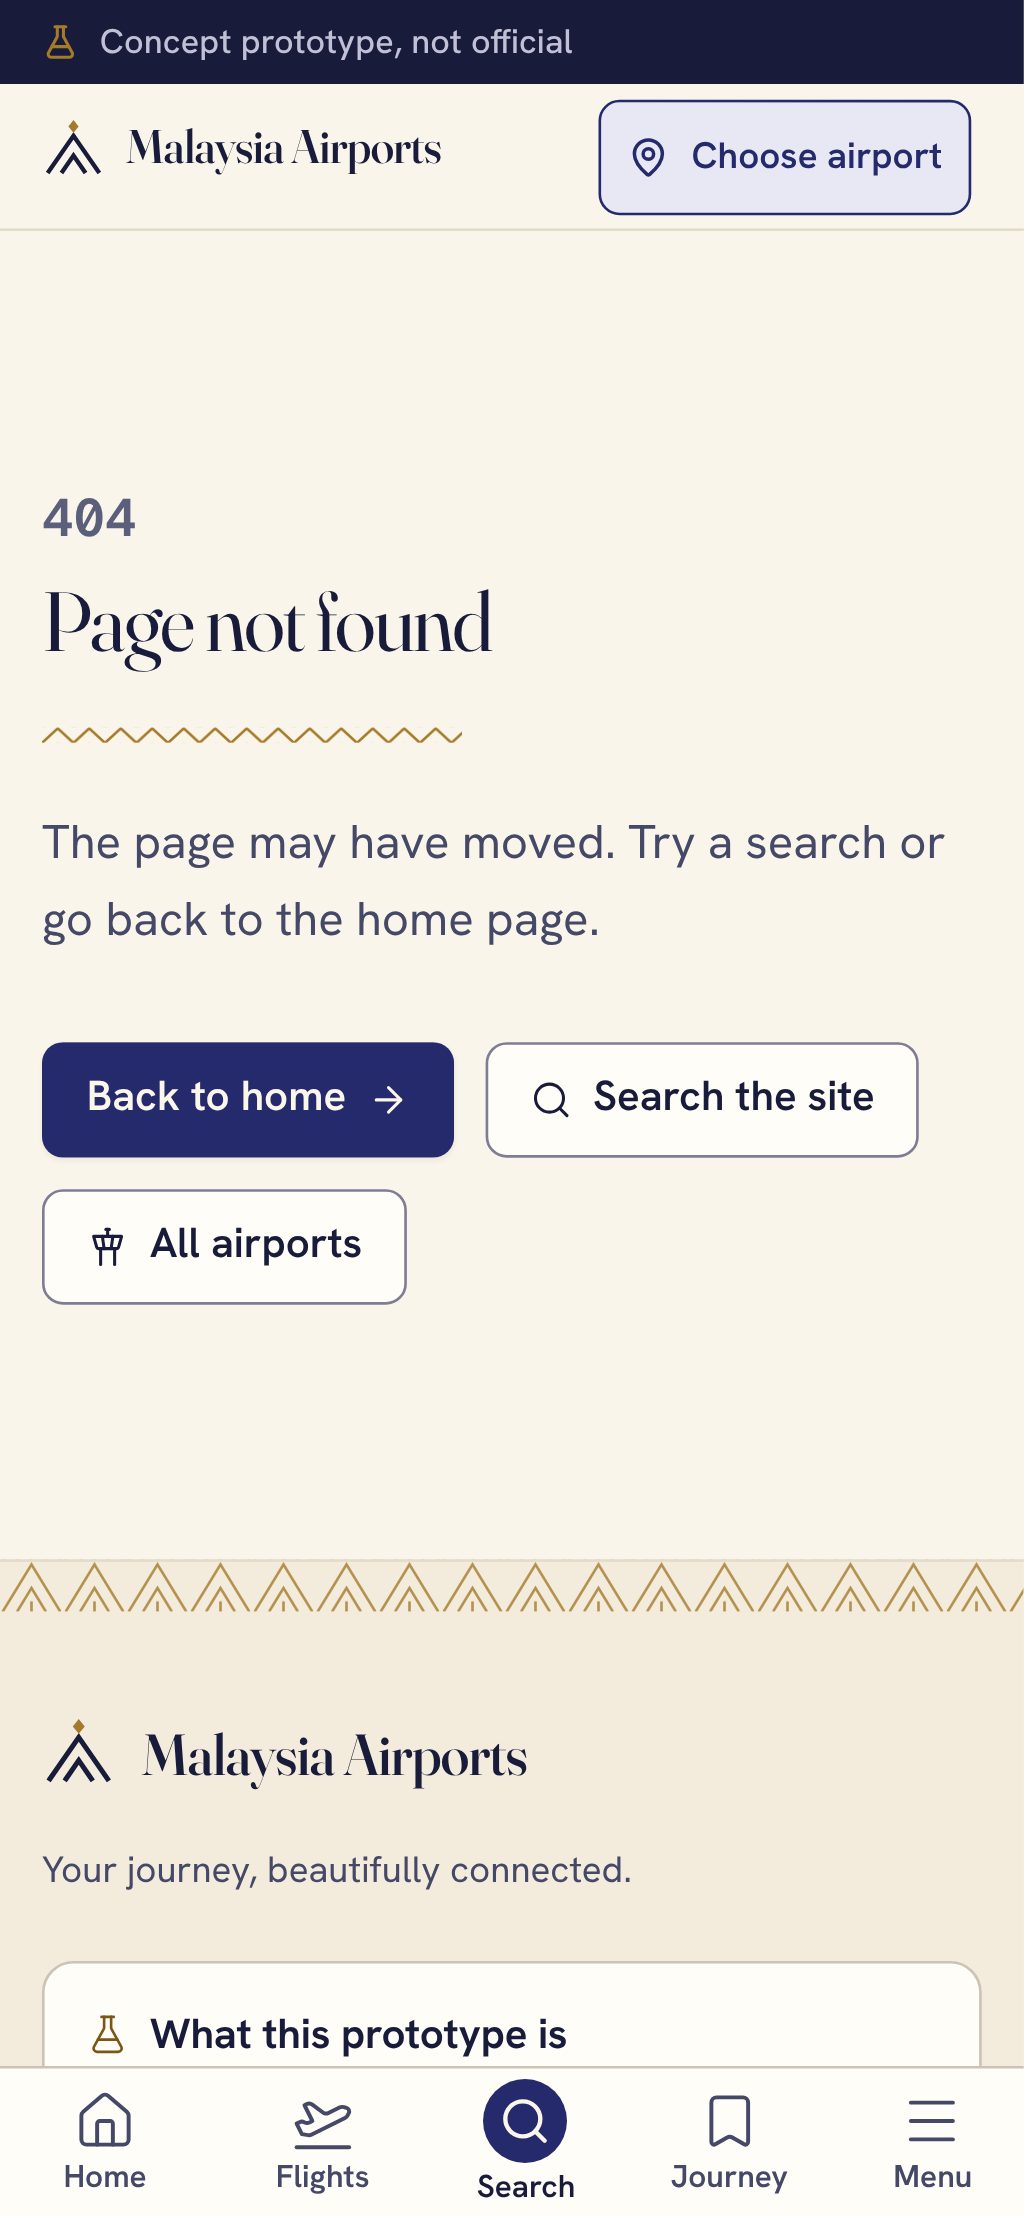 Concept prototype, not official
Malaysia Airports
Choose airport
404
Page not found
The page may have moved. Try a search or
go back to the home page.
Back to home
Search the site
All airports
Malaysia Airports
Your journey, beautifully connected.
What this prototype is
Home
Flights
Search
Journey
Menu